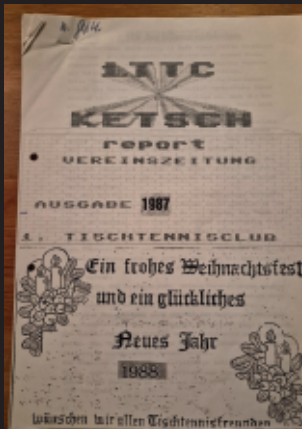 1.TTC
KETSCH
report
VEREINSZEITUNG
AUSGABE 1987
1. TISCHTENNISCLUB
Ein frohes Weihnachtsfest
und ein glückliches
Neues Jahr
1988
wünschen wir allen Tischtennisfreunden